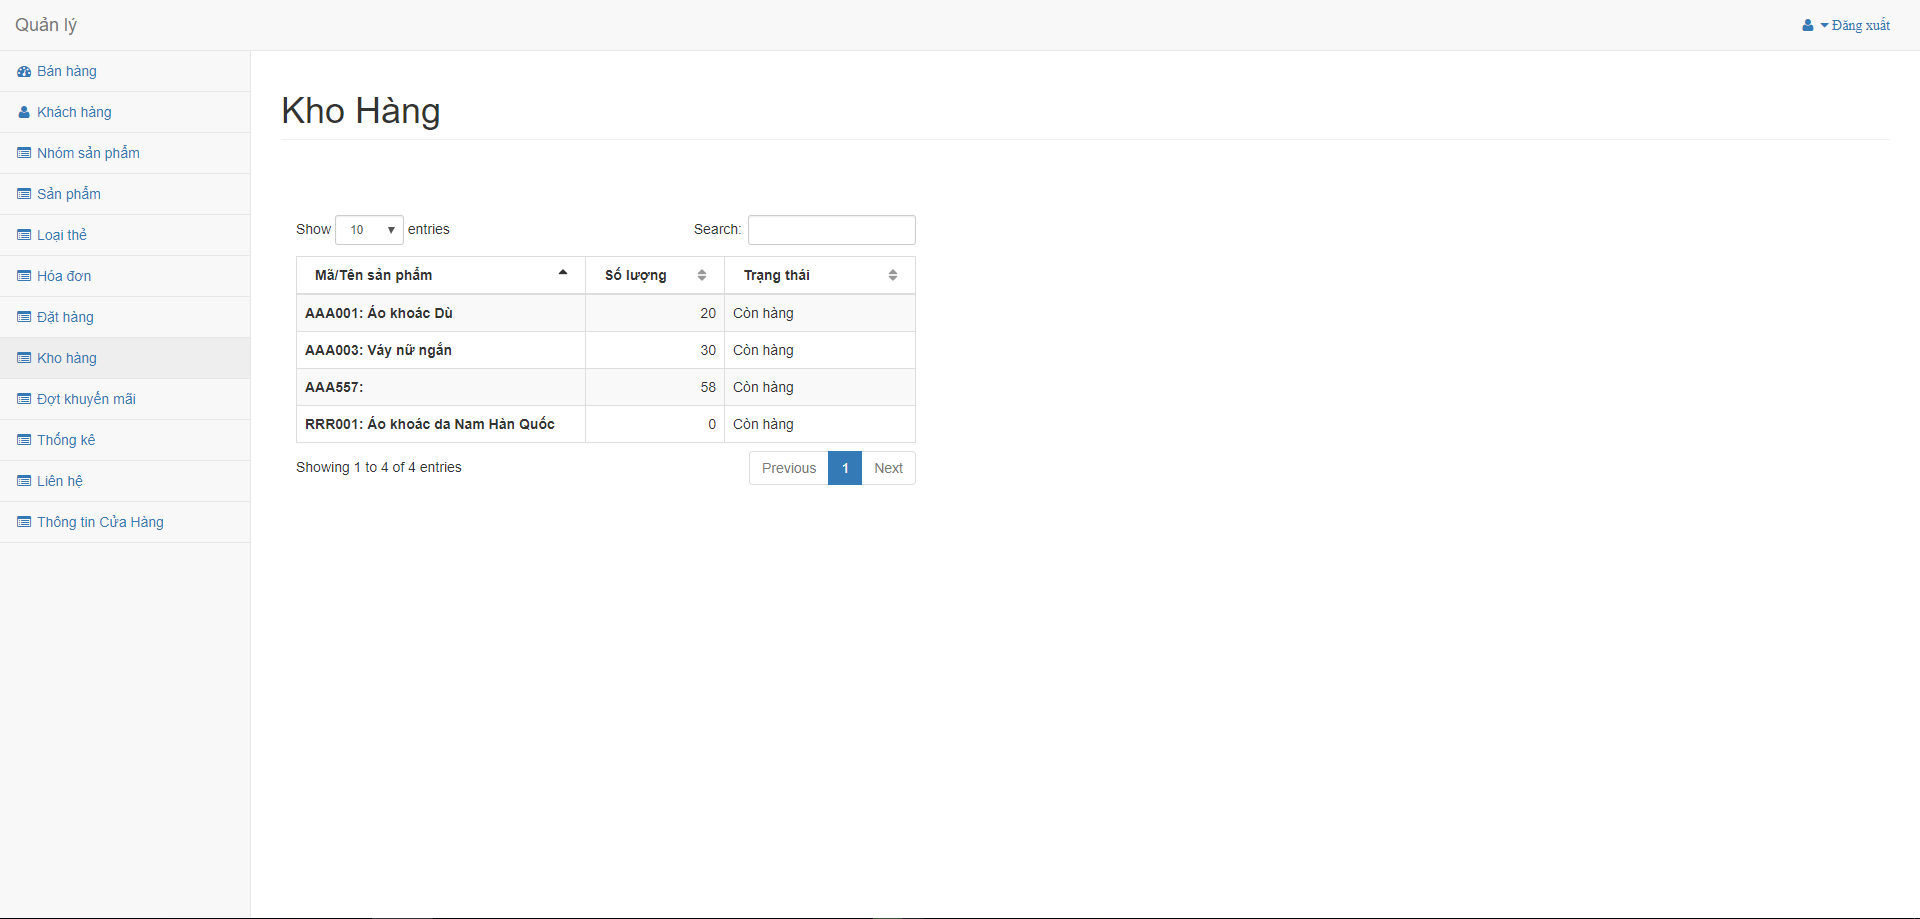 Quản lý
Đăng xuất
Bán hàng
Khách hàng
Nhóm sản phẩm
Sản phẩm
Loại thẻ
Hóa đơn
Đặt hàng
Kho hàng
Đợt khuyến mãi
Thống kê
Liên hệ
Thông tin Cửa Hàng
Kho Hàng
Show 10 entries Search:
Mã/Tên sản phẩm Số lượng Trạng thái
AAA001: Áo khoác Dù 20 Còn hàng
AAA003: Váy nữ ngắn 30 Còn hàng
AAA557: 58 Còn hàng
RRR001: Áo khoác da Nam Hàn Quốc 0 Còn hàng
Showing 1 to 4 of 4 entries Previous 1 Next